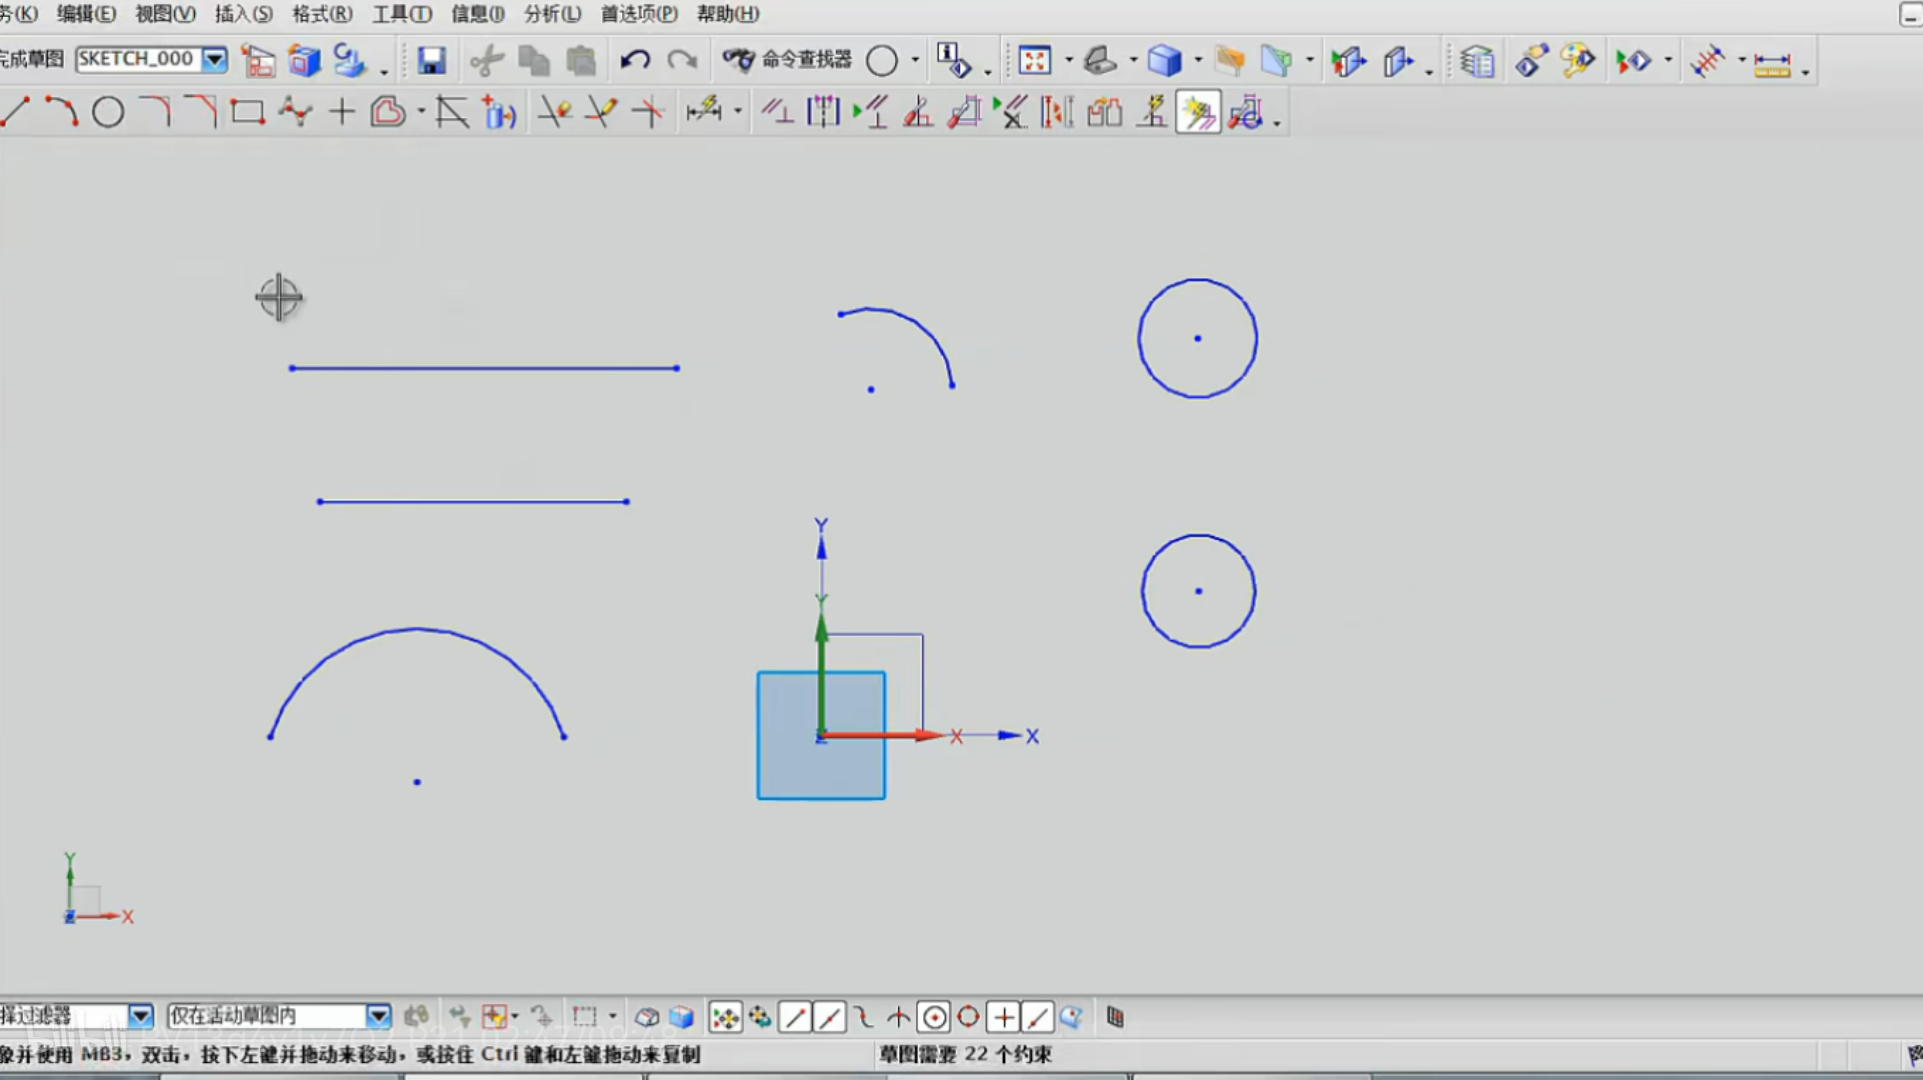 务(K) 编辑(E) 视图(V) 插入(S) 格式(R) 工具(T) 信息(I) 分析(L) 首选项(P) 帮助(H)
完成草图 SKETCH_000 命令查找器
Y
Y
Z X X
Y
Z X
择过滤器 仅在活动草图内
象并使用 MB3，双击，按下左键并拖动来移动，或按住 Ctrl 键和左键拖动来复制 草图需要 22 个约束